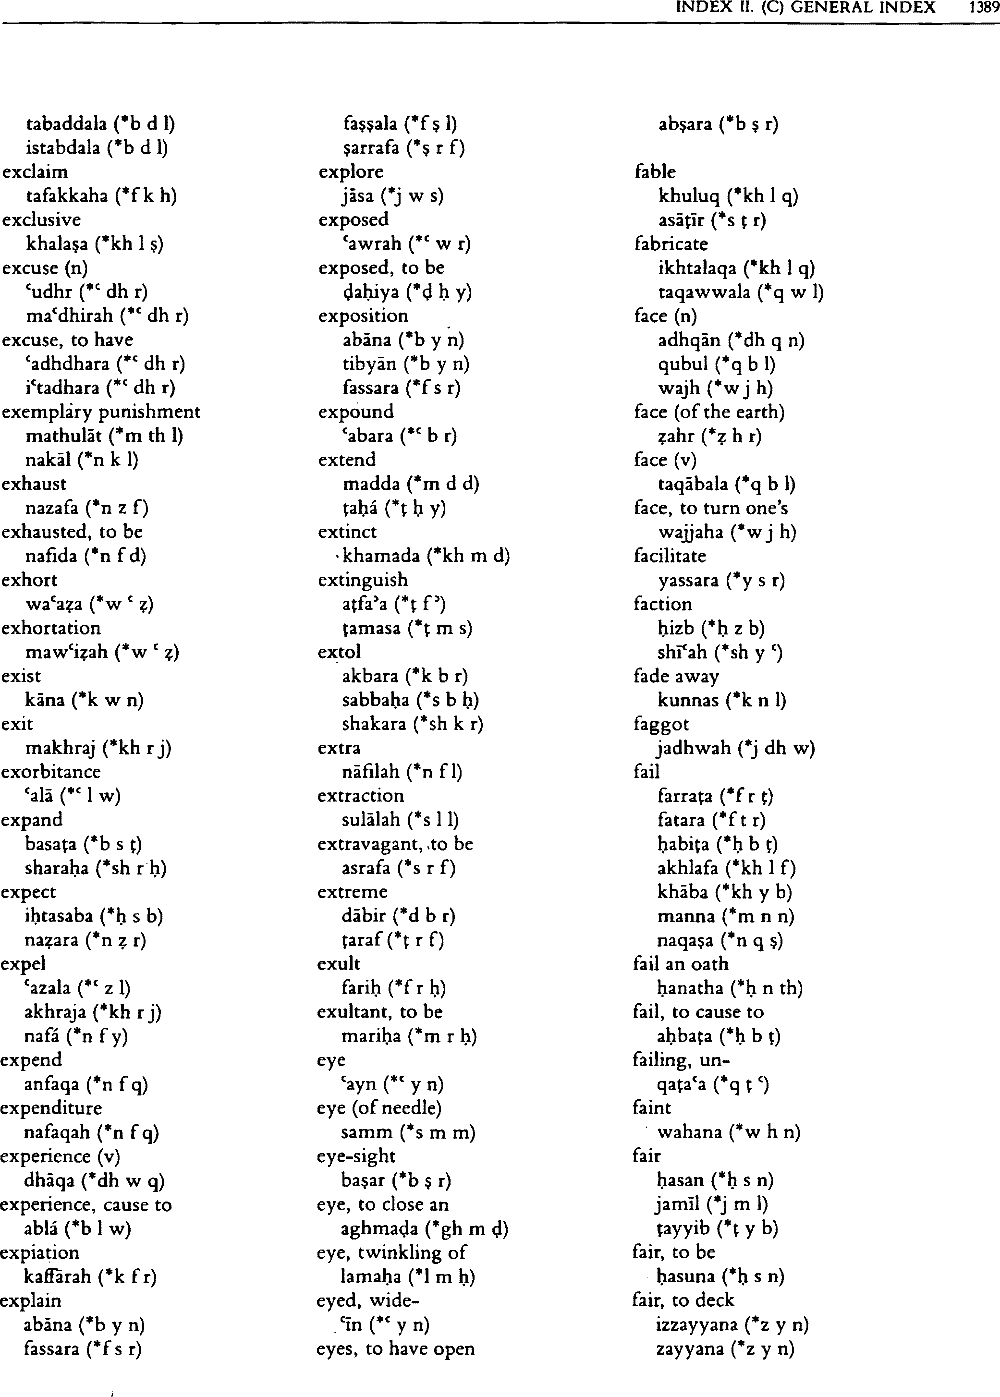 INDEX II. (C) GENERAL INDEX 1389
tabaddala (*b d l)
istabdala (*b d l)
exclaim
tafakkaha (*f k h)
exclusive
khalaṣa (*kh l ṣ)
excuse (n)
ʿudhr (*ʿ dh r)
maʿdhirah (*ʿ dh r)
excuse, to have
ʿadhdhara (*ʿ dh r)
iʿtadhara (*ʿ dh r)
exemplary punishment
mathulāt (*m th l)
nakāl (*n k l)
exhaust
nazafa (*n z f)
exhausted, to be
nafida (*n f d)
exhort
waʿaẓa (*w ʿ ẓ)
exhortation
mawʿiẓah (*w ʿ ẓ)
exist
kāna (*k w n)
exit
makhraj (*kh r j)
exorbitance
ʿalā (*ʿ l w)
expand
basaṭa (*b s ṭ)
sharaḥa (*sh r ḥ)
expect
iḥtasaba (*ḥ s b)
naẓara (*n ẓ r)
expel
ʿazala (*ʿ z l)
akhraja (*kh r j)
nafá (*n f y)
expend
anfaqa (*n f q)
expenditure
nafaqah (*n f q)
experience (v)
dhāqa (*dh w q)
experience, cause to
ablá (*b l w)
expiation
kaffārah (*k f r)
explain
abāna (*b y n)
fassara (*f s r)
faṣṣala (*f ṣ l)
ṣarrafa (*ṣ r f)
explore
jāsa (*j w s)
exposed
ʿawrah (*ʿ w r)
exposed, to be
ḍaḥiya (*ḍ ḥ y)
exposition
abāna (*b y n)
tibyān (*b y n)
fassara (*f s r)
expound
ʿabara (*ʿ b r)
extend
madda (*m d d)
ṭaḥá (*ṭ ḥ y)
extinct
khamada (*kh m d)
extinguish
aṭfaʾa (*ṭ f ʾ)
ṭamasa (*ṭ m s)
extol
akbara (*k b r)
sabbaḥa (*s b ḥ)
shakara (*sh k r)
extra
nāfilah (*n f l)
extraction
sulālah (*s l l)
extravagant, to be
asrafa (*s r f)
extreme
dābir (*d b r)
ṭaraf (*ṭ r f)
exult
fariḥ (*f r ḥ)
exultant, to be
mariḥa (*m r ḥ)
eye
ʿayn (*ʿ y n)
eye (of needle)
samm (*s m m)
eye-sight
baṣar (*b ṣ r)
eye, to close an
aghmaḍa (*gh m ḍ)
eye, twinkling of
lamaḥa (*l m ḥ)
eyed, wide-
ʿīn (*ʿ y n)
eyes, to have open
abṣara (*b ṣ r)
fable
khuluq (*kh l q)
asāṭīr (*s ṭ r)
fabricate
ikhtalaqa (*kh l q)
taqawwala (*q w l)
face (n)
adhqān (*dh q n)
qubul (*q b l)
wajh (*w j h)
face (of the earth)
ẓahr (*ẓ h r)
face (v)
taqābala (*q b l)
face, to turn one's
wajjaha (*w j h)
facilitate
yassara (*y s r)
faction
ḥizb (*ḥ z b)
shīʿah (*sh y ʿ)
fade away
kunnas (*k n l)
faggot
jadhwah (*j dh w)
fail
farraṭa (*f r ṭ)
fatara (*f t r)
ḥabiṭa (*ḥ b ṭ)
akhlafa (*kh l f)
khāba (*kh y b)
manna (*m n n)
naqaṣa (*n q ṣ)
fail an oath
ḥanatha (*ḥ n th)
fail, to cause to
aḥbaṭa (*ḥ b ṭ)
failing, un-
qaṭaʿa (*q ṭ ʿ)
faint
wahana (*w h n)
fair
ḥasan (*ḥ s n)
jamīl (*j m l)
ṭayyib (*ṭ y b)
fair, to be
ḥasuna (*ḥ s n)
fair, to deck
izzayyana (*z y n)
zayyana (*z y n)